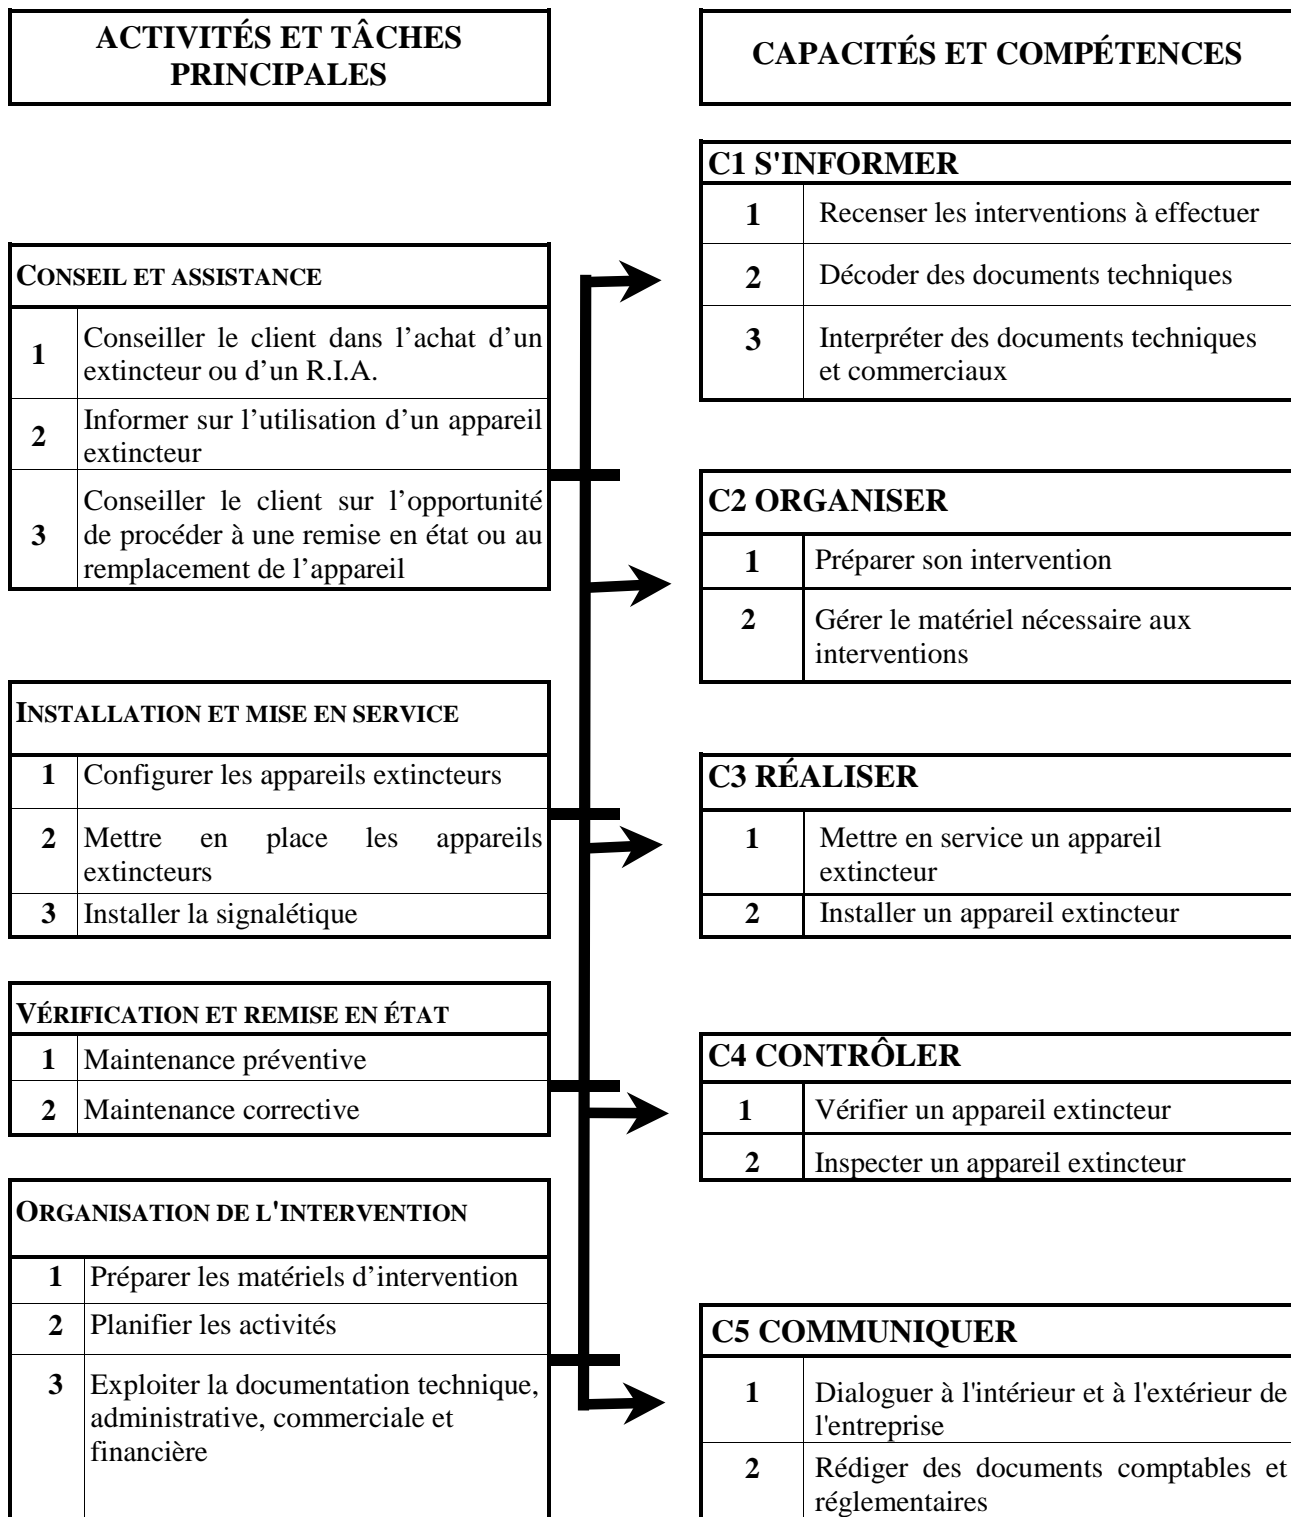 ACTIVITÉS ET TÂCHES
PRINCIPALES
CONSEIL ET ASSISTANCE
1 Conseiller le client dans l’achat d’un
extincteur ou d’un R.I.A.
2 Informer sur l’utilisation d’un appareil
extincteur
3 Conseiller le client sur l’opportunité
de procéder à une remise en état ou au
remplacement de l’appareil
INSTALLATION ET MISE EN SERVICE
1 Configurer les appareils extincteurs
2 Mettre en place les appareils
extincteurs
3 Installer la signalétique
VÉRIFICATION ET REMISE EN ÉTAT
1 Maintenance préventive
2 Maintenance corrective
ORGANISATION DE L'INTERVENTION
1 Préparer les matériels d’intervention
2 Planifier les activités
3 Exploiter la documentation technique,
administrative, commerciale et
financière
CAPACITÉS ET COMPÉTENCES
C1 S'INFORMER
1 Recenser les interventions à effectuer
2 Décoder des documents techniques
3 Interpréter des documents techniques
et commerciaux
C2 ORGANISER
1 Préparer son intervention
2 Gérer le matériel nécessaire aux
interventions
C3 RÉALISER
1 Mettre en service un appareil
extincteur
2 Installer un appareil extincteur
C4 CONTRÔLER
1 Vérifier un appareil extincteur
2 Inspecter un appareil extincteur
C5 COMMUNIQUER
1 Dialoguer à l'intérieur et à l'extérieur de
l'entreprise
2 Rédiger des documents comptables et
réglementaires